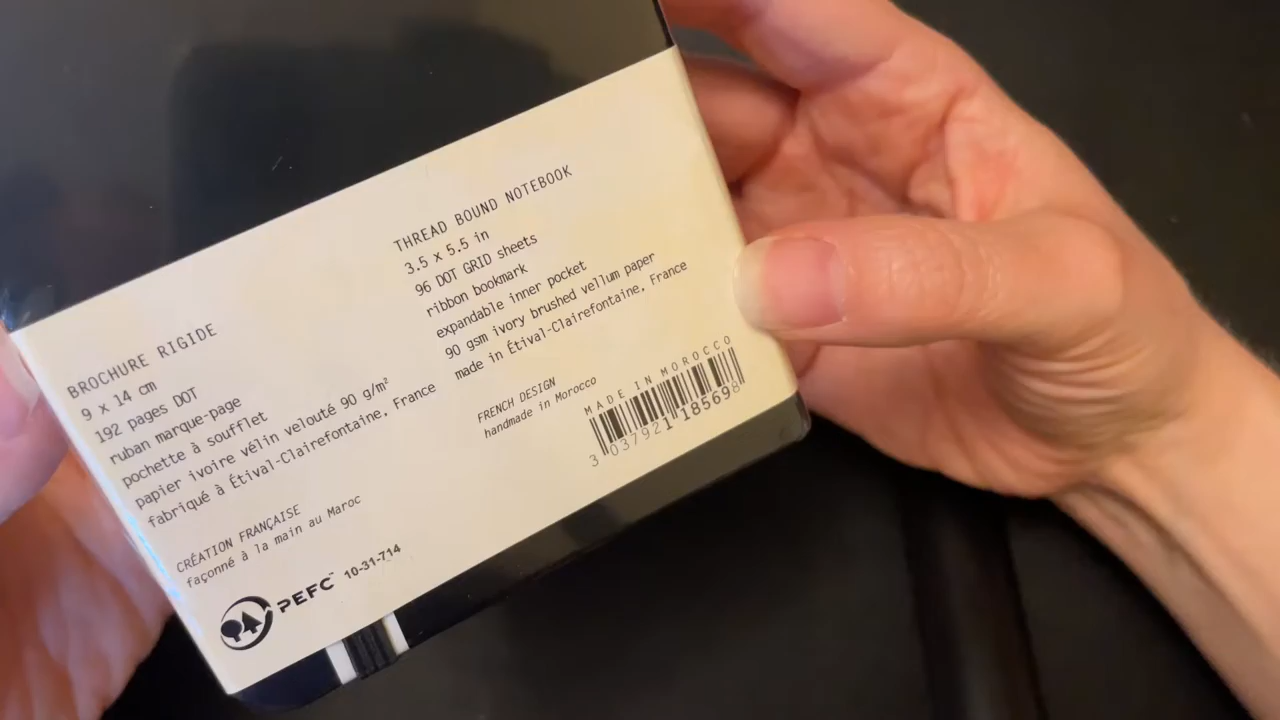 BROCHURE RIGIDE
9 x 14 cm
192 pages DOT
ruban marque-page
pochette à soufflet
papier ivoire vélin velouté 90 g/m²
fabriqué à Étival-Clairefontaine, France
CRÉATION FRANÇAISE
façonné à la main au Maroc
PEFC™ 10-31-714
THREAD BOUND NOTEBOOK
3.5 x 5.5 in
96 DOT GRID sheets
ribbon bookmark
expandable inner pocket
90 gsm ivory brushed vellum paper
made in Étival-Clairefontaine, France
FRENCH DESIGN
handmade in Morocco
MADE IN MOROCCO
3 037921 185698